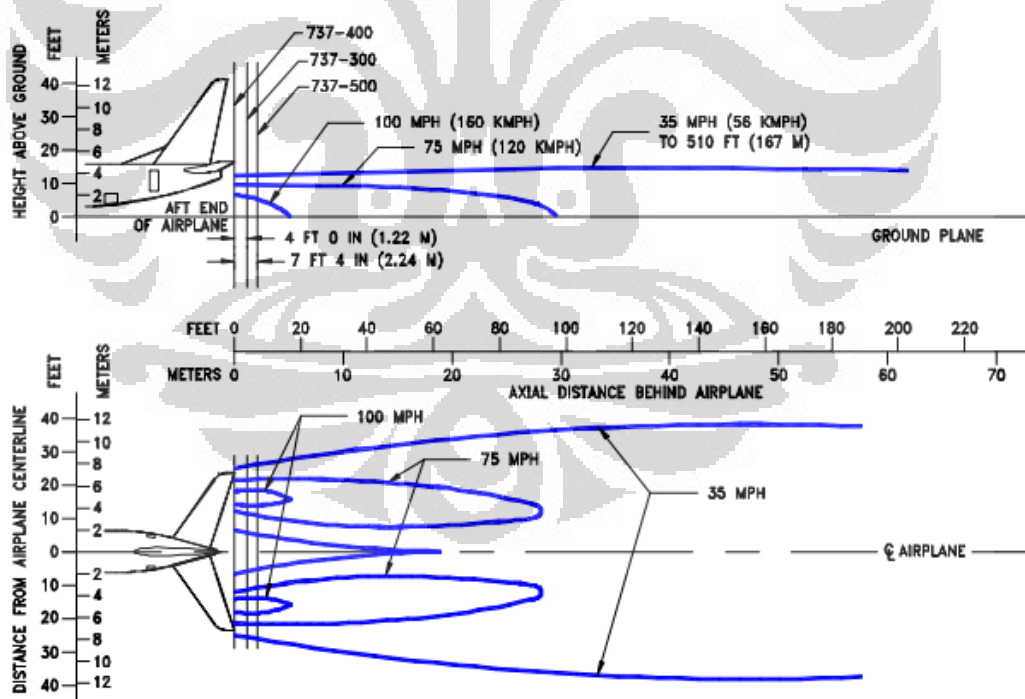 HEIGHT ABOVE GROUND
FEET
METERS
40
30
20
10
0
12
10
8
6
4
2
737-400
737-300
737-500
100 MPH (160 KMPH)
75 MPH (120 KMPH)
35 MPH (56 KMPH)
TO 510 FT (167 M)
AFT END
OF AIRPLANE
4 FT 0 IN (1.22 M)
7 FT 4 IN (2.24 M)
GROUND PLANE
FEET 0 20 40 60 80 100 120 140 160 180 200 220
METERS 0 10 20 30 40 50 60 70
AXIAL DISTANCE BEHIND AIRPLANE
DISTANCE FROM AIRPLANE CENTERLINE
FEET
METERS
40
30
20
10
0
10
20
30
40
12
10
8
6
4
2
2
4
6
8
10
12
100 MPH
75 MPH
35 MPH
℄ AIRPLANE